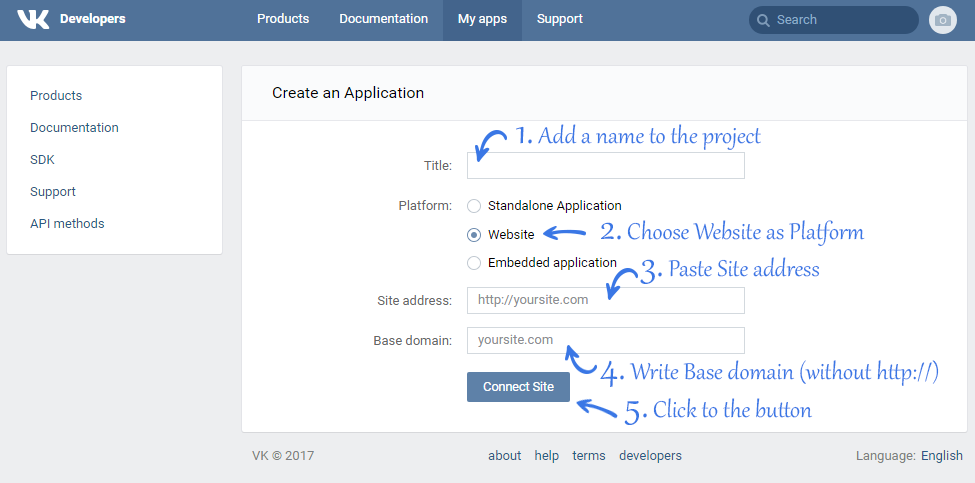 VK Developers Products Documentation My apps Support Search
Products
Documentation
SDK
Support
API methods
Create an Application
1. Add a name to the project
Title:
Platform:
Standalone Application
Website
2. Choose Website as Platform
Embedded application
3. Paste Site address
Site address: http://yoursite.com
Base domain: yoursite.com
4. Write Base domain (without http://)
Connect Site
5. Click to the button
VK © 2017 about help terms developers Language: English